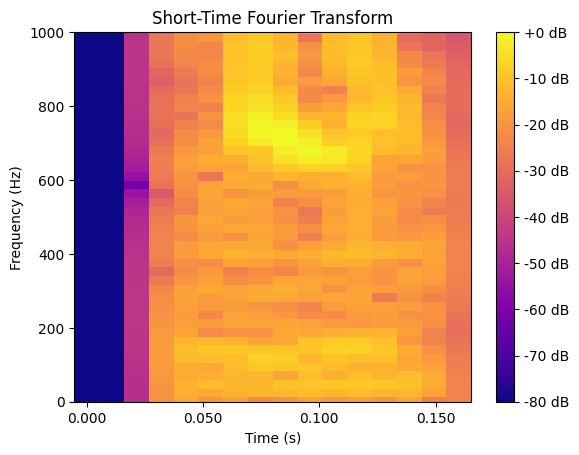 Short-Time Fourier Transform
Frequency (Hz)
1000
800
600
400
200
0
0.000
0.050
0.100
0.150
Time (s)
+0 dB
-10 dB
-20 dB
-30 dB
-40 dB
-50 dB
-60 dB
-70 dB
-80 dB